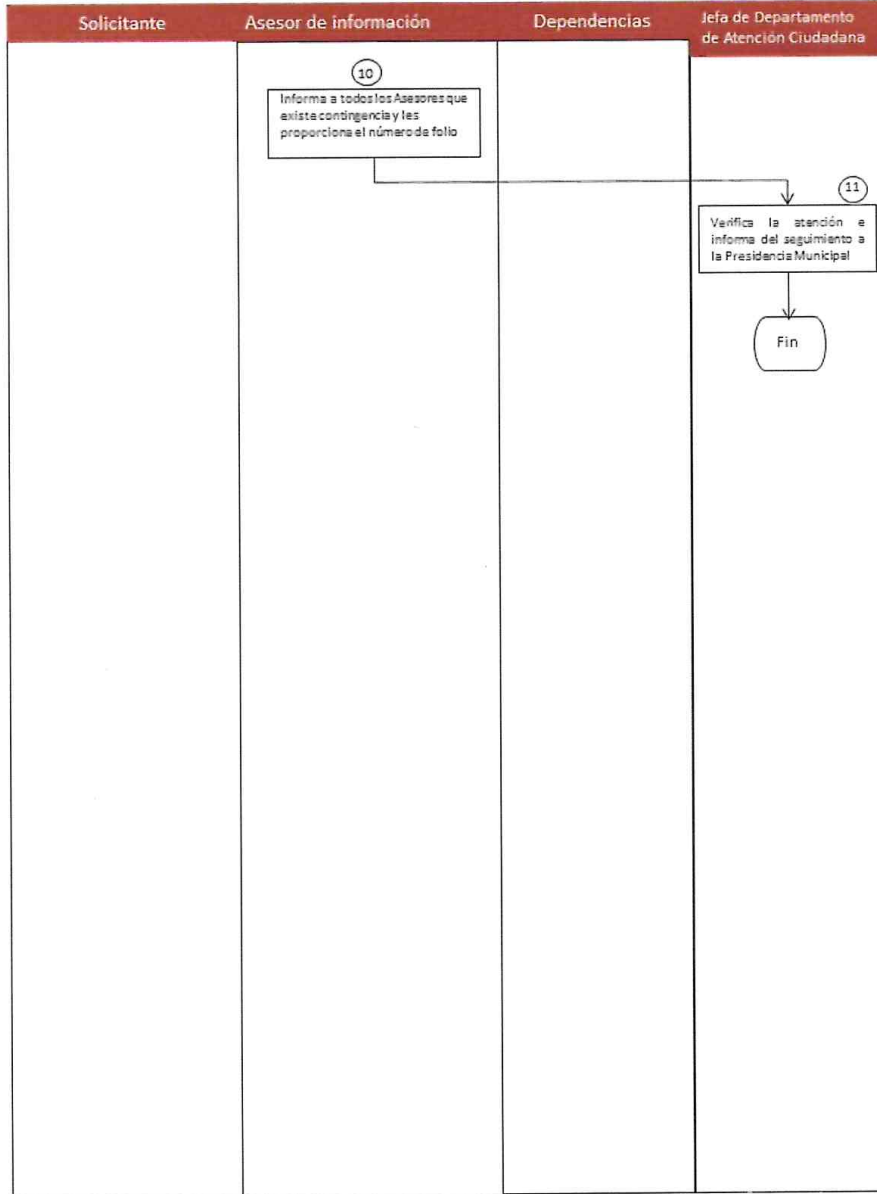 Solicitante
Asesor de información
Dependencias
Jefa de Departamento
de Atención Ciudadana
10
Informa a todos los Asesores que
existe contingencia y les
proporciona el número de folio
11
Verifica la atención e
informa del seguimiento a
la Presidencia Municipal
Fin